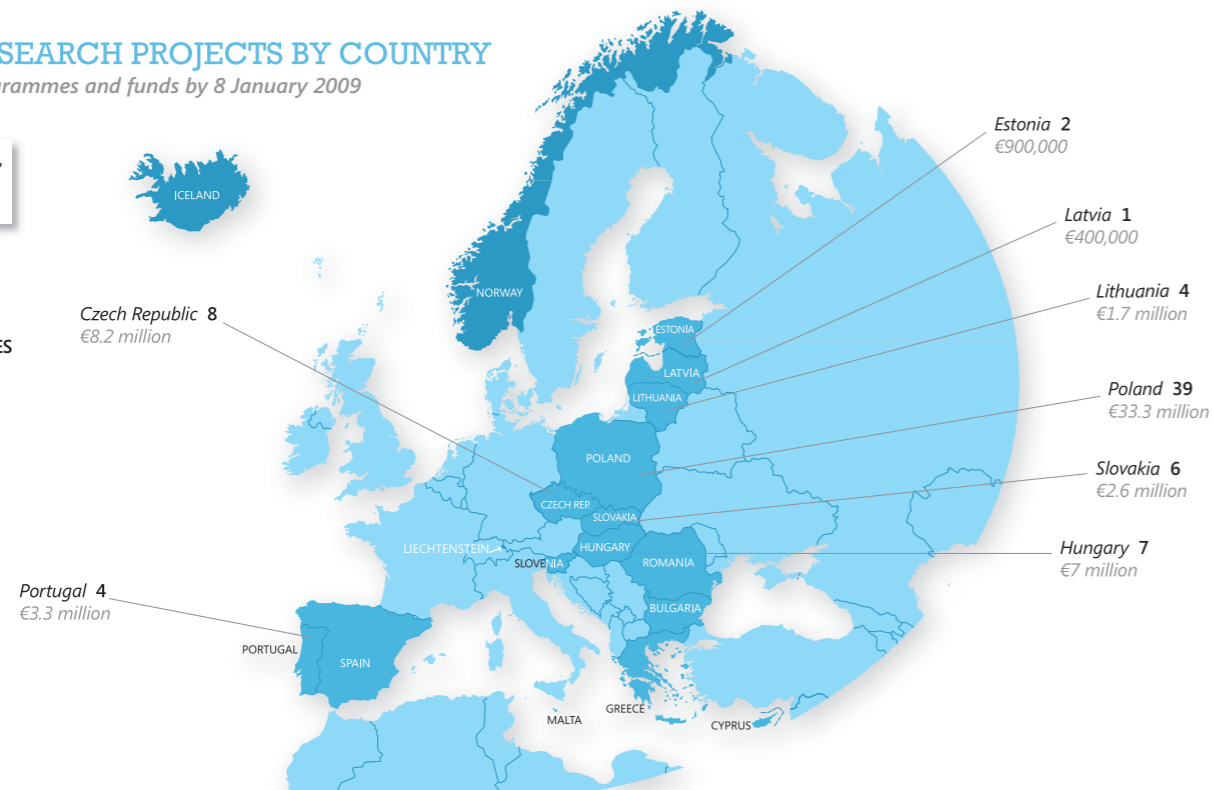 SEARCH PROJECTS BY COUNTRY
grammes and funds by 8 January 2009
ES
ICELAND
NORWAY
Estonia 2
€900,000
Latvia 1
€400,000
Lithuania 4
€1.7 million
Czech Republic 8
€8.2 million
ESTONIA
LATVIA
LITHUANIA
Poland 39
€33.3 million
POLAND
Slovakia 6
€2.6 million
CZECH REP.
SLOVAKIA
LIECHTENSTEIN
HUNGARY
SLOVENIA
ROMANIA
Hungary 7
€7 million
BULGARIA
Portugal 4
€3.3 million
PORTUGAL
SPAIN
MALTA
GREECE
CYPRUS